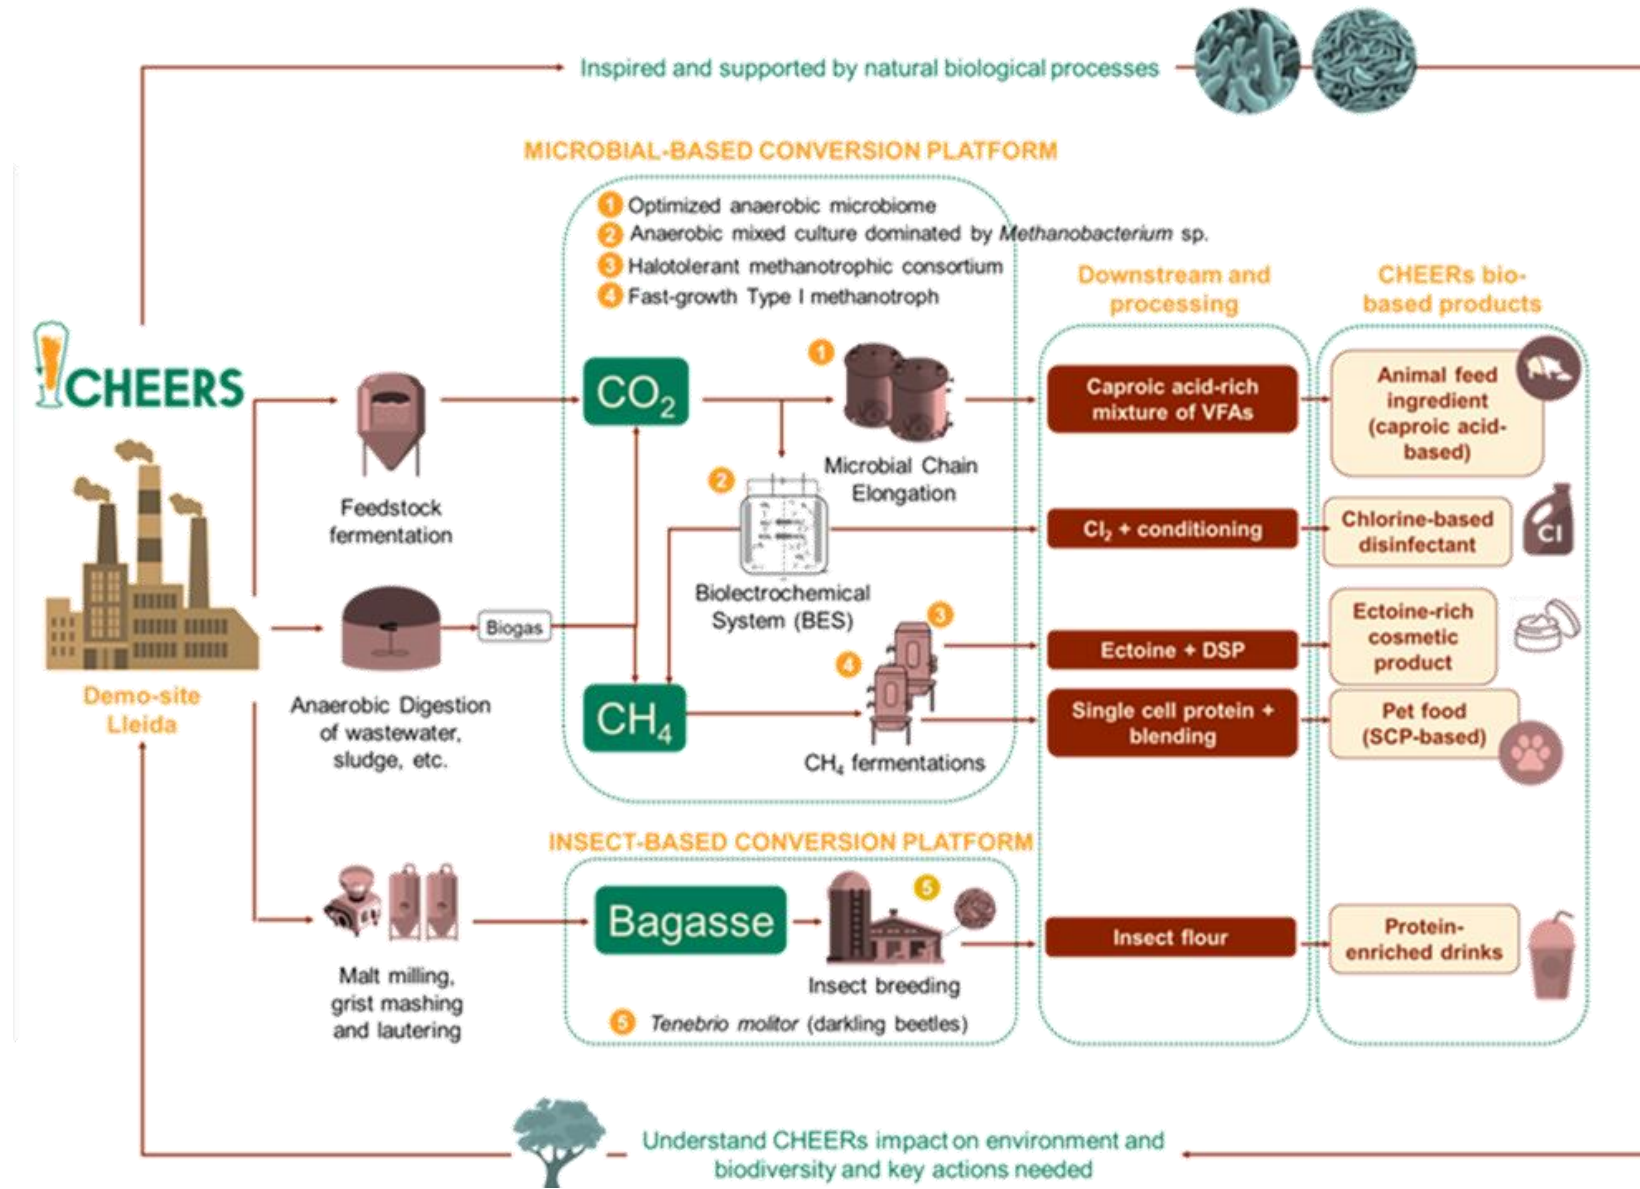 Inspired and supported by natural biological processes
MICROBIAL-BASED CONVERSION PLATFORM
1 Optimized anaerobic microbiome
2 Anaerobic mixed culture dominated by Methanobacterium sp.
3 Halotolerant methanotrophic consortium
4 Fast-growth Type I methanotroph
Downstream and
processing
CHEERs bio-
based products
CHEERS
Demo-site
Lleida
Feedstock
fermentation
CO₂
1
Microbial Chain
Elongation
Caproic acid-rich
mixture of VFAs
Animal feed
ingredient
(caproic acid-
based)
2
Biolectrochemical
System (BES)
Cl₂ + conditioning
Chlorine-based
disinfectant
Cl
Anaerobic Digestion
of wastewater,
sludge, etc.
Biogas
CH₄
3
4
CH₄ fermentations
Ectoine + DSP
Ectoine-rich
cosmetic
product
Single cell protein +
blending
Pet food
(SCP-based)
INSECT-BASED CONVERSION PLATFORM
Malt milling,
grist mashing
and lautering
Bagasse
5
Insect breeding
5 Tenebrio molitor (darkling beetles)
Insect flour
Protein-
enriched drinks
Understand CHEERs impact on environment and
biodiversity and key actions needed